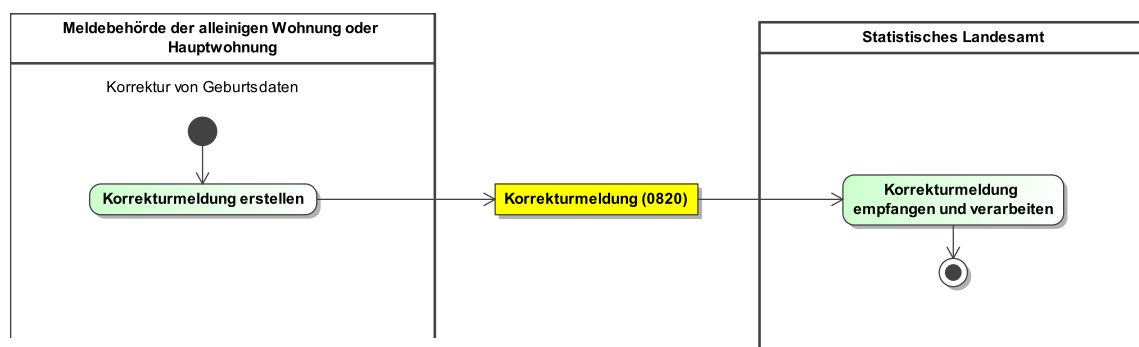 Meldebehörde der alleinigen Wohnung oder
Hauptwohnung
Statistisches Landesamt
Korrektur von Geburtsdaten
Korrekturmeldung erstellen
Korrekturmeldung (0820)
Korrekturmeldung
empfangen und verarbeiten